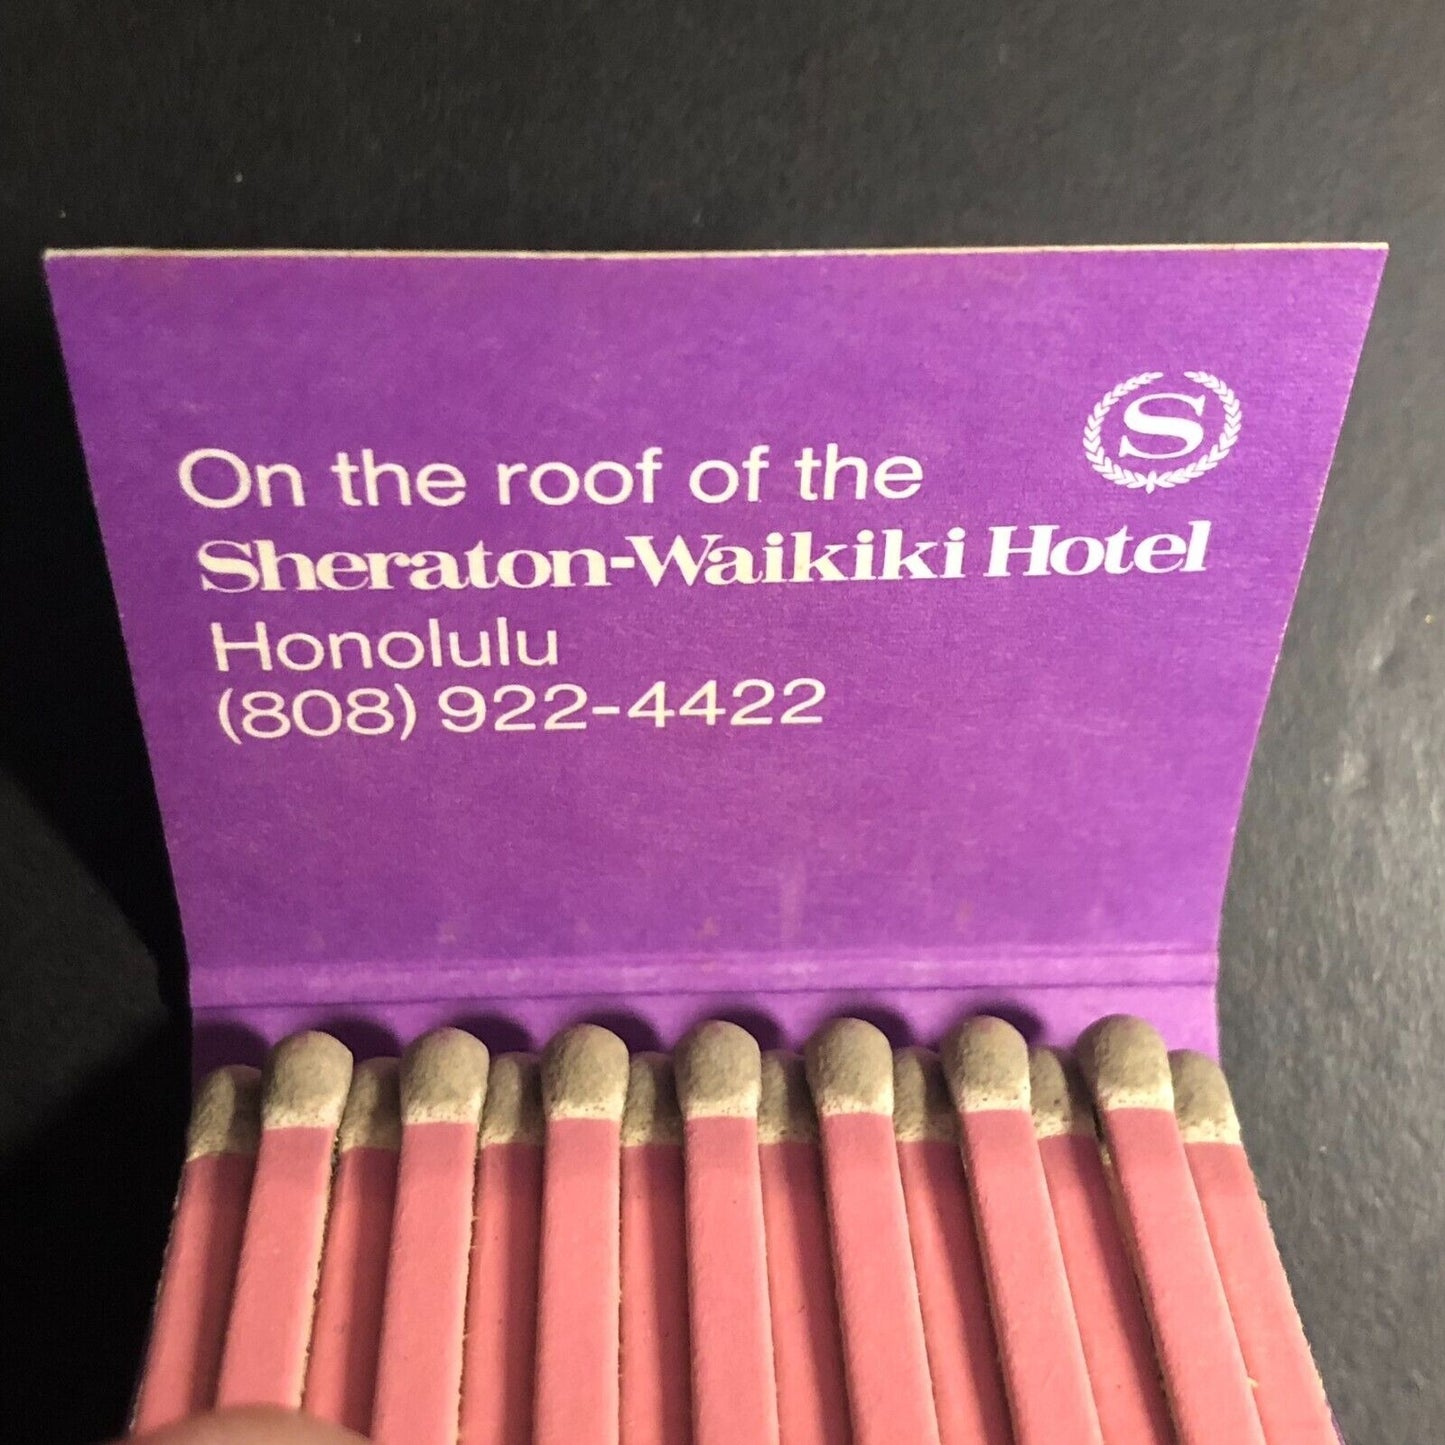 S
On the roof of the
Sheraton-Waikiki Hotel
Honolulu
(808) 922-4422